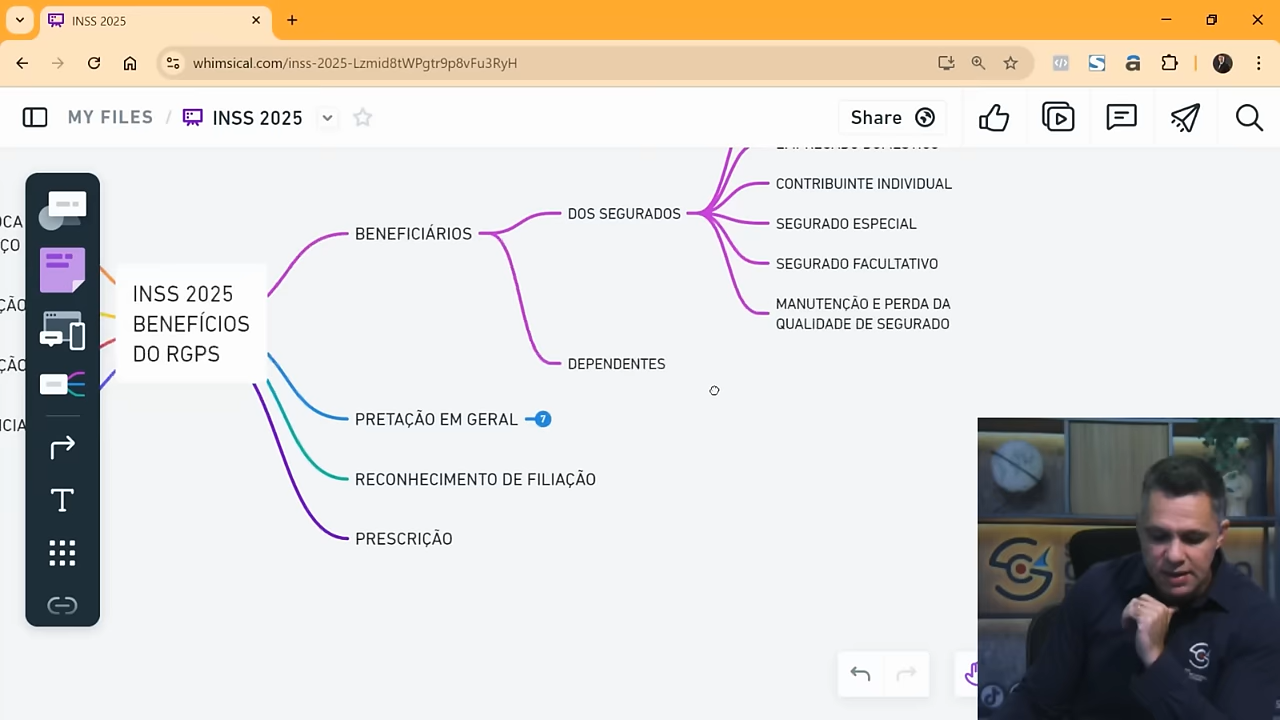 INSS 2025
whimsical.com/inss-2025-Lzmid8tWPgtr9p8vFu3RyH
MY FILES / INSS 2025
Share
CONTRIBUINTE INDIVIDUAL
DOS SEGURADOS
SEGURADO ESPECIAL
BENEFICIÁRIOS
SEGURADO FACULTATIVO
INSS 2025
BENEFÍCIOS
DO RGPS
MANUTENÇÃO E PERDA DA
QUALIDADE DE SEGURADO
DEPENDENTES
PRETAÇÃO EM GERAL
7
RECONHECIMENTO DE FILIAÇÃO
PRESCRIÇÃO